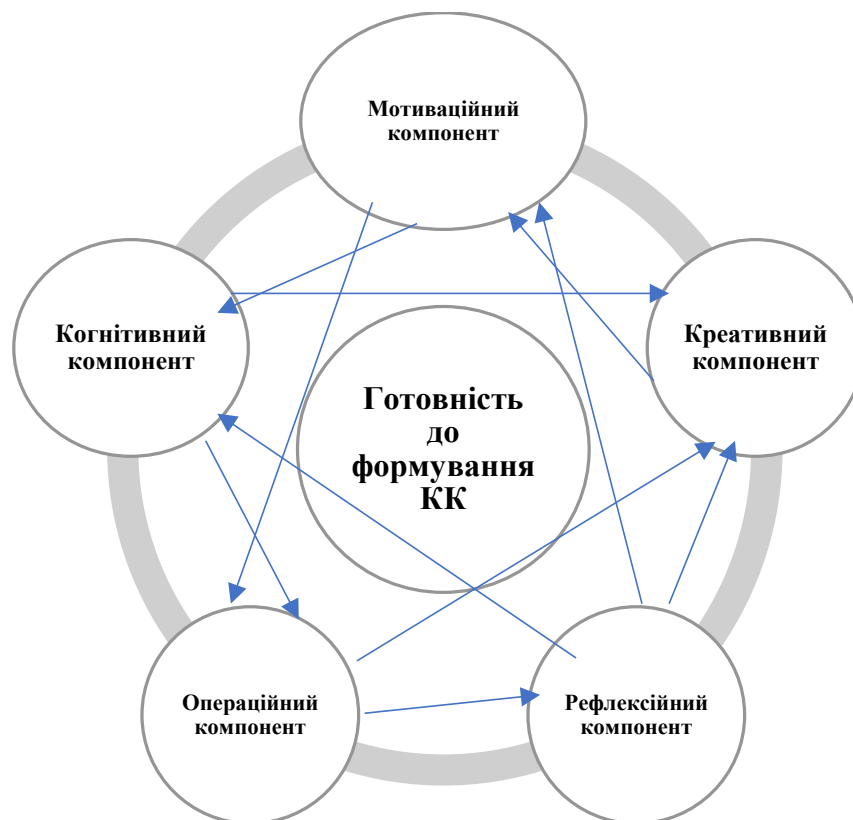 Мотиваційний
компонент
Когнітивний
компонент
Креативний
компонент
Готовність
до
формування
КК
Операційний
компонент
Рефлексійний
компонент